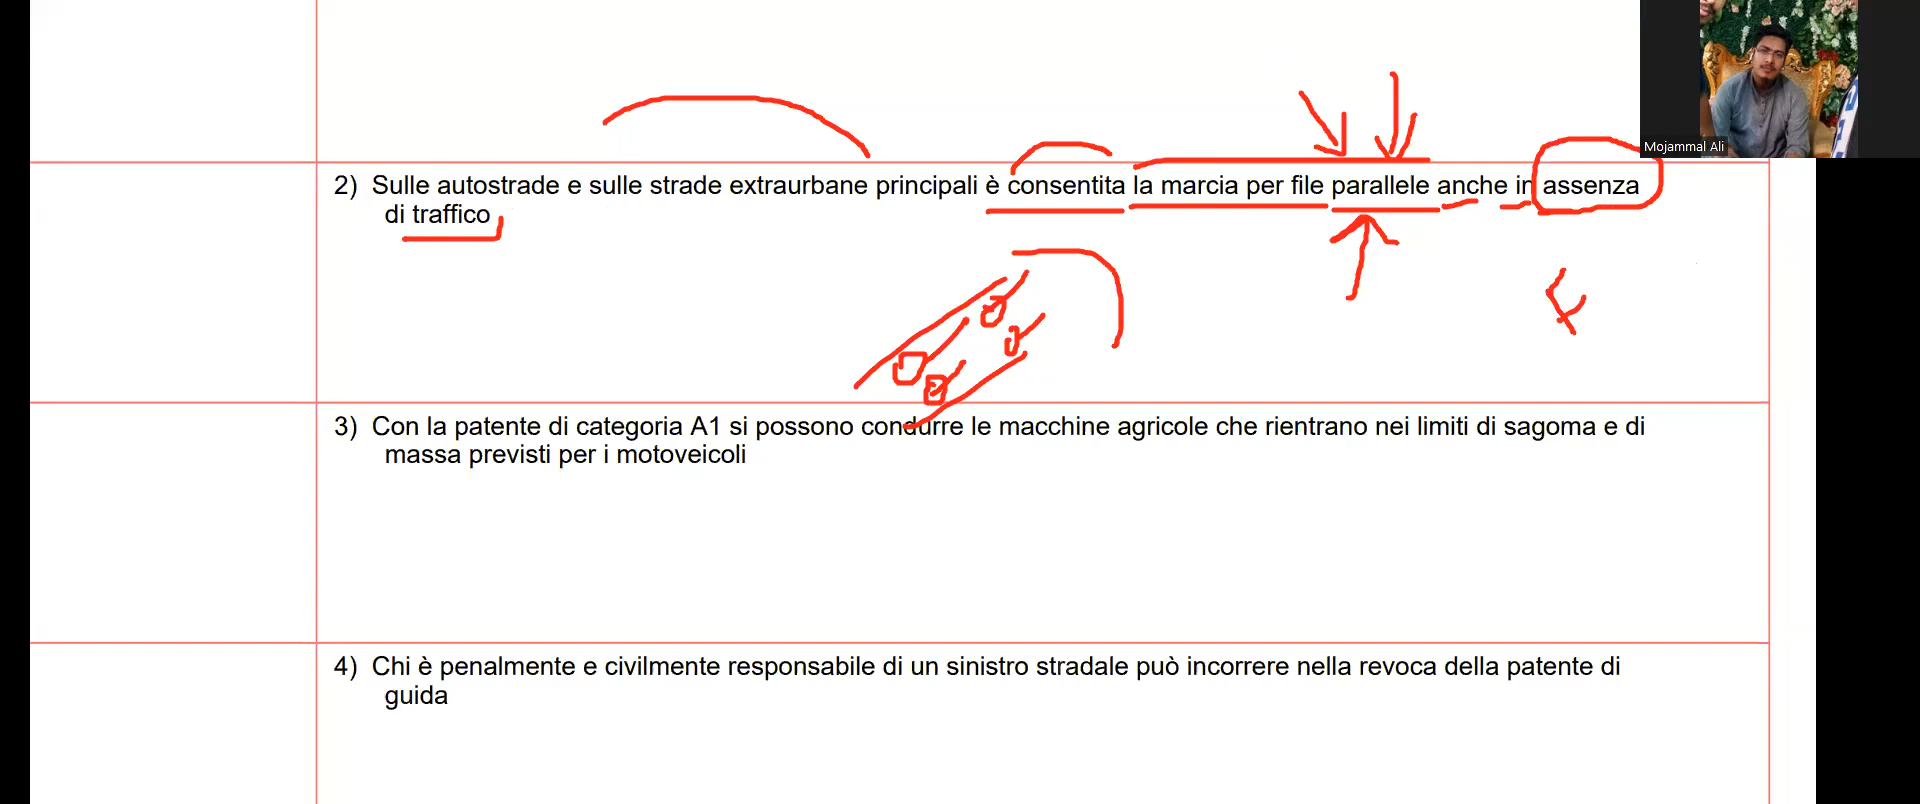 Mojammal Ali
2) Sulle autostrade e sulle strade extraurbane principali è consentita la marcia per file parallele anche in assenza
di traffico
F
3) Con la patente di categoria A1 si possono condurre le macchine agricole che rientrano nei limiti di sagoma e di
massa previsti per i motoveicoli
4) Chi è penalmente e civilmente responsabile di un sinistro stradale può incorrere nella revoca della patente di
guida